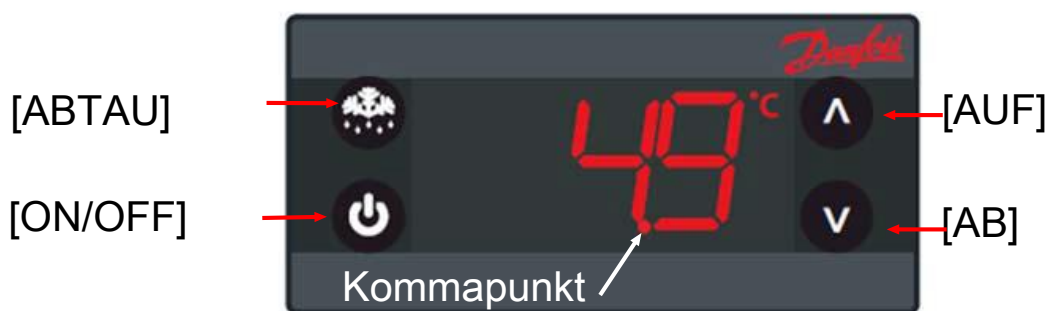 Danfoss
[ABTAU]
4.9 °C
ʌ
[AUF]
[ON/OFF]
v
[AB]
Kommapunkt